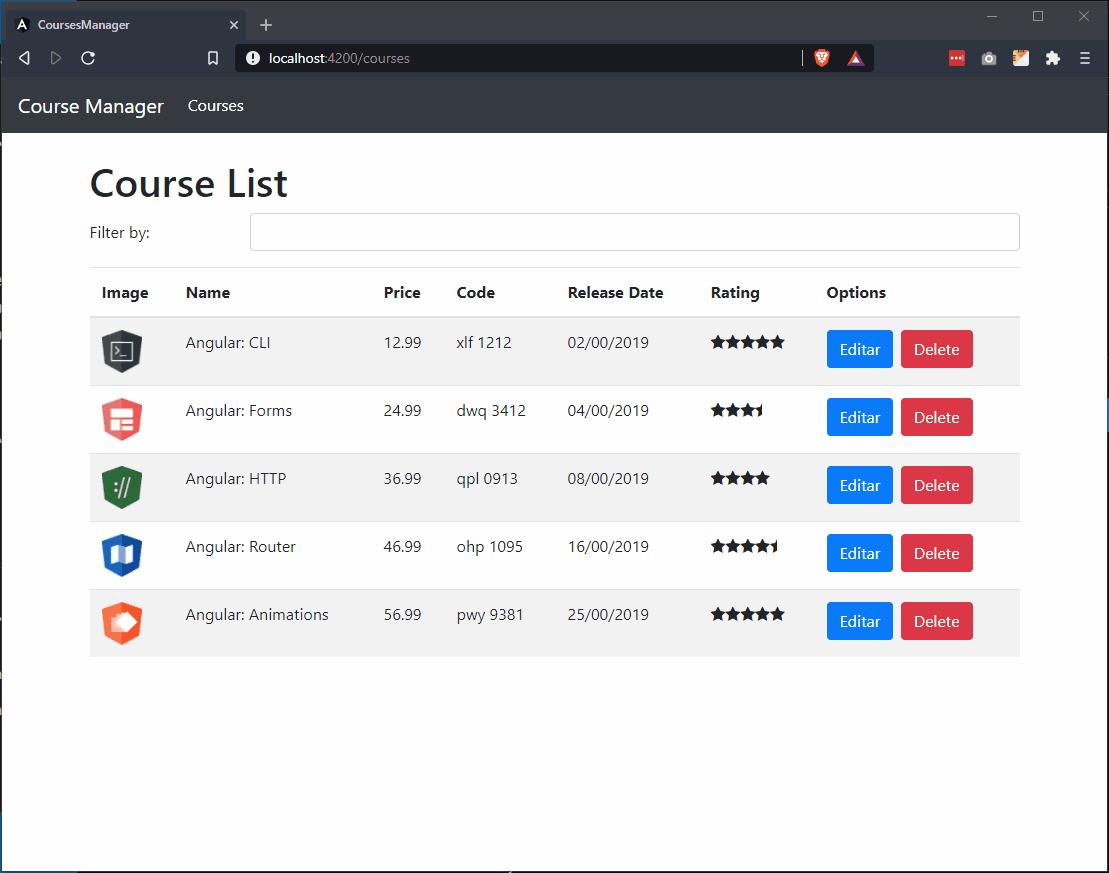 CoursesManager
localhost:4200/courses
Course Manager Courses
Course List
Filter by:
Image Name Price Code Release Date Rating Options
Angular: CLI 12.99 xlf 1212 02/00/2019 Editar Delete
Angular: Forms 24.99 dwq 3412 04/00/2019 Editar Delete
Angular: HTTP 36.99 qpl 0913 08/00/2019 Editar Delete
Angular: Router 46.99 ohp 1095 16/00/2019 Editar Delete
Angular: Animations 56.99 pwy 9381 25/00/2019 Editar Delete